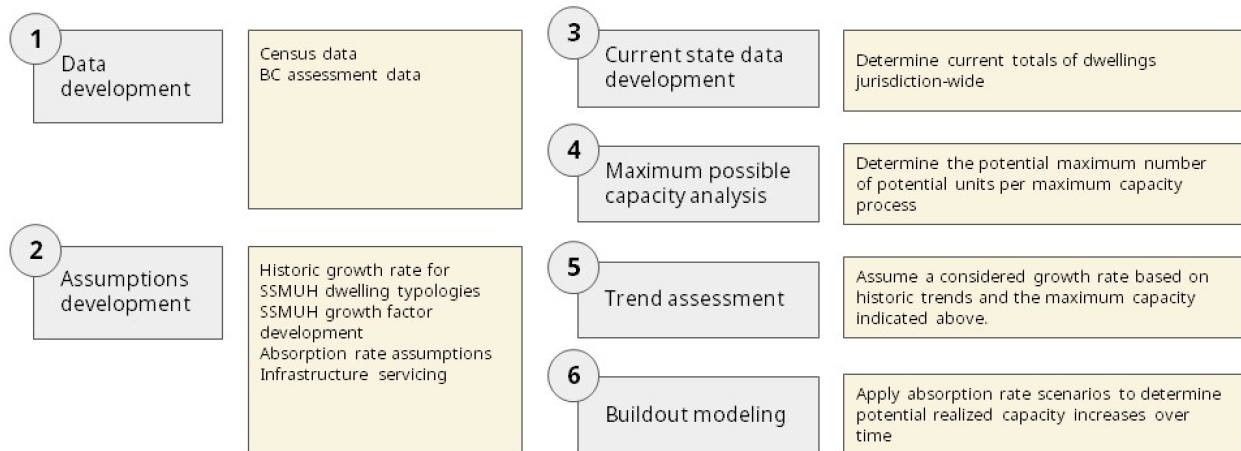 1
Data
development
Census data
BC assessment data
2
Assumptions
development
Historic growth rate for
SSMUH dwelling typologies
SSMUH growth factor
development
Absorption rate assumptions
Infrastructure servicing
3
Current state data
development
Determine current totals of dwellings
jurisdiction-wide
4
Maximum possible
capacity analysis
Determine the potential maximum number
of potential units per maximum capacity
process
5
Trend assessment
Assume a considered growth rate based on
historic trends and the maximum capacity
indicated above.
6
Buildout modeling
Apply absorption rate scenarios to determine
potential realized capacity increases over
time